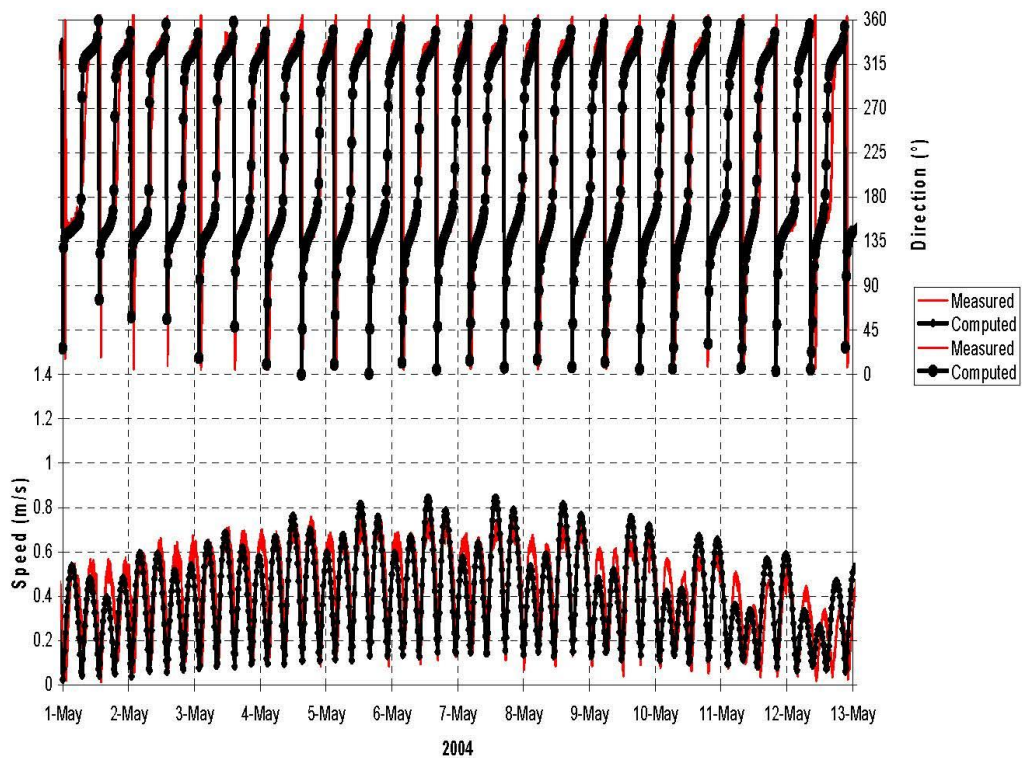 360
315
270
225
180
135
90
45
0
Direction (°)
Measured
Computed
Measured
Computed
1.4
1.2
1
0.8
0.6
0.4
0.2
0
Speed (m/s)
1-May 2-May 3-May 4-May 5-May 6-May 7-May 8-May 9-May 10-May 11-May 12-May 13-May
2004